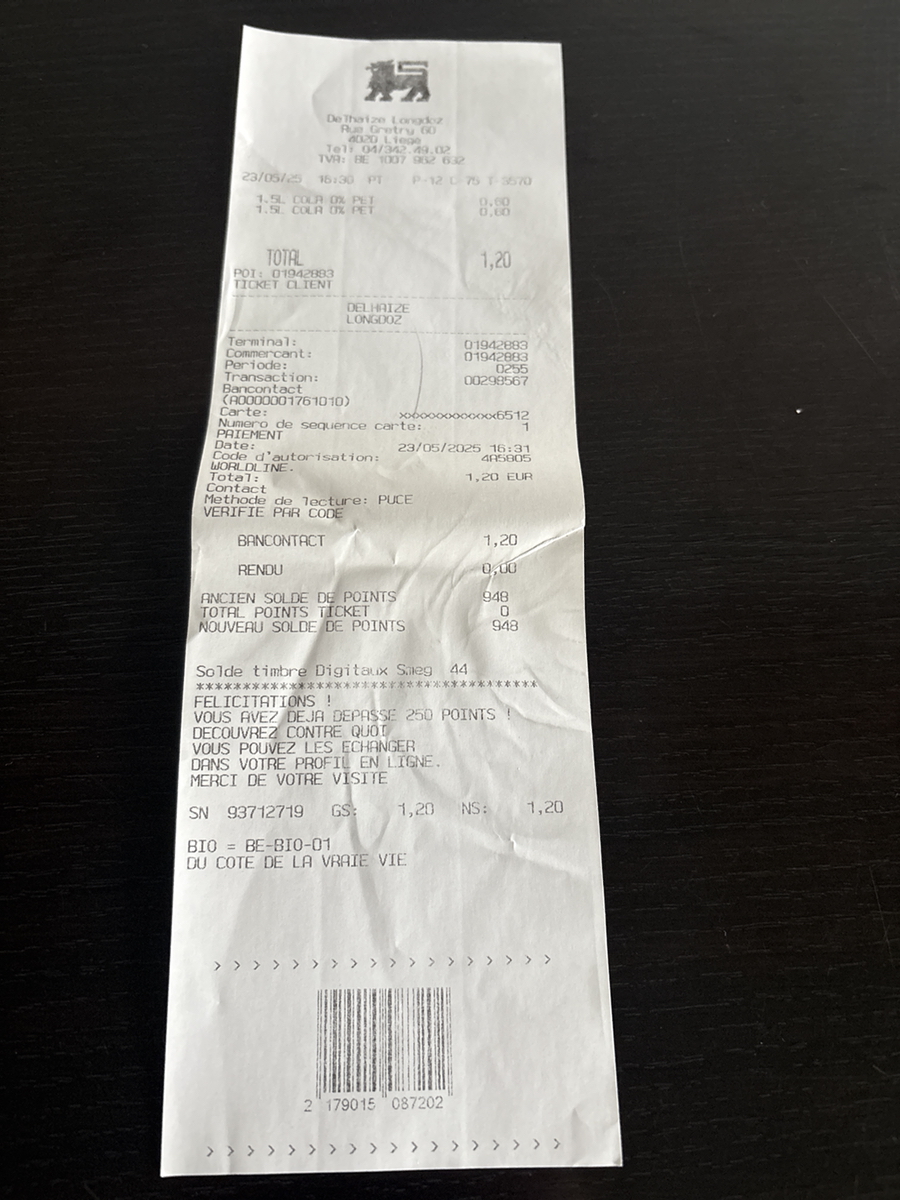 Delhaize Longdoz
Rue Gretry 60
4020 Liege
Tel: 04/342.49.02
TVA: BE 1007 962 632
23/05/25 16:30 PT P-12 C-75 T-3570
1.5L COLA 0% PET 0,60
1.5L COLA 0% PET 0,60
TOTAL 1,20
POI: 01942883
TICKET CLIENT
DELHAIZE
LONGDOZ
Terminal: 01942883
Commercant: 01942883
Periode: 0255
Transaction: 00298567
Bancontact
(A0000001761010)
Carte: xxxxxxxxxxxxx6512
Numero de sequence carte: 1
PAIEMENT
Date: 23/05/2025 16:31
Code d'autorisation: 4A5805
WORLDLINE.
Total: 1,20 EUR
Contact
Methode de lecture: PUCE
VERIFIE PAR CODE
BANCONTACT 1,20
RENDU 0,00
ANCIEN SOLDE DE POINTS 948
TOTAL POINTS TICKET 0
NOUVEAU SOLDE DE POINTS 948
Solde timbre Digitaux Smeg 44
*************************************
FELICITATIONS !
VOUS AVEZ DEJA DEPASSE 250 POINTS !
DECOUVREZ CONTRE QUOI
VOUS POUVEZ LES ECHANGER
DANS VOTRE PROFIL EN LIGNE.
MERCI DE VOTRE VISITE
SN 93712719 GS: 1,20 NS: 1,20
BIO = BE-BIO-01
DU COTE DE LA VRAIE VIE
> > > > > > > > > > > > > > > > > >
2 179015 087202
> > > > > > > > > > > > > > > > > > >